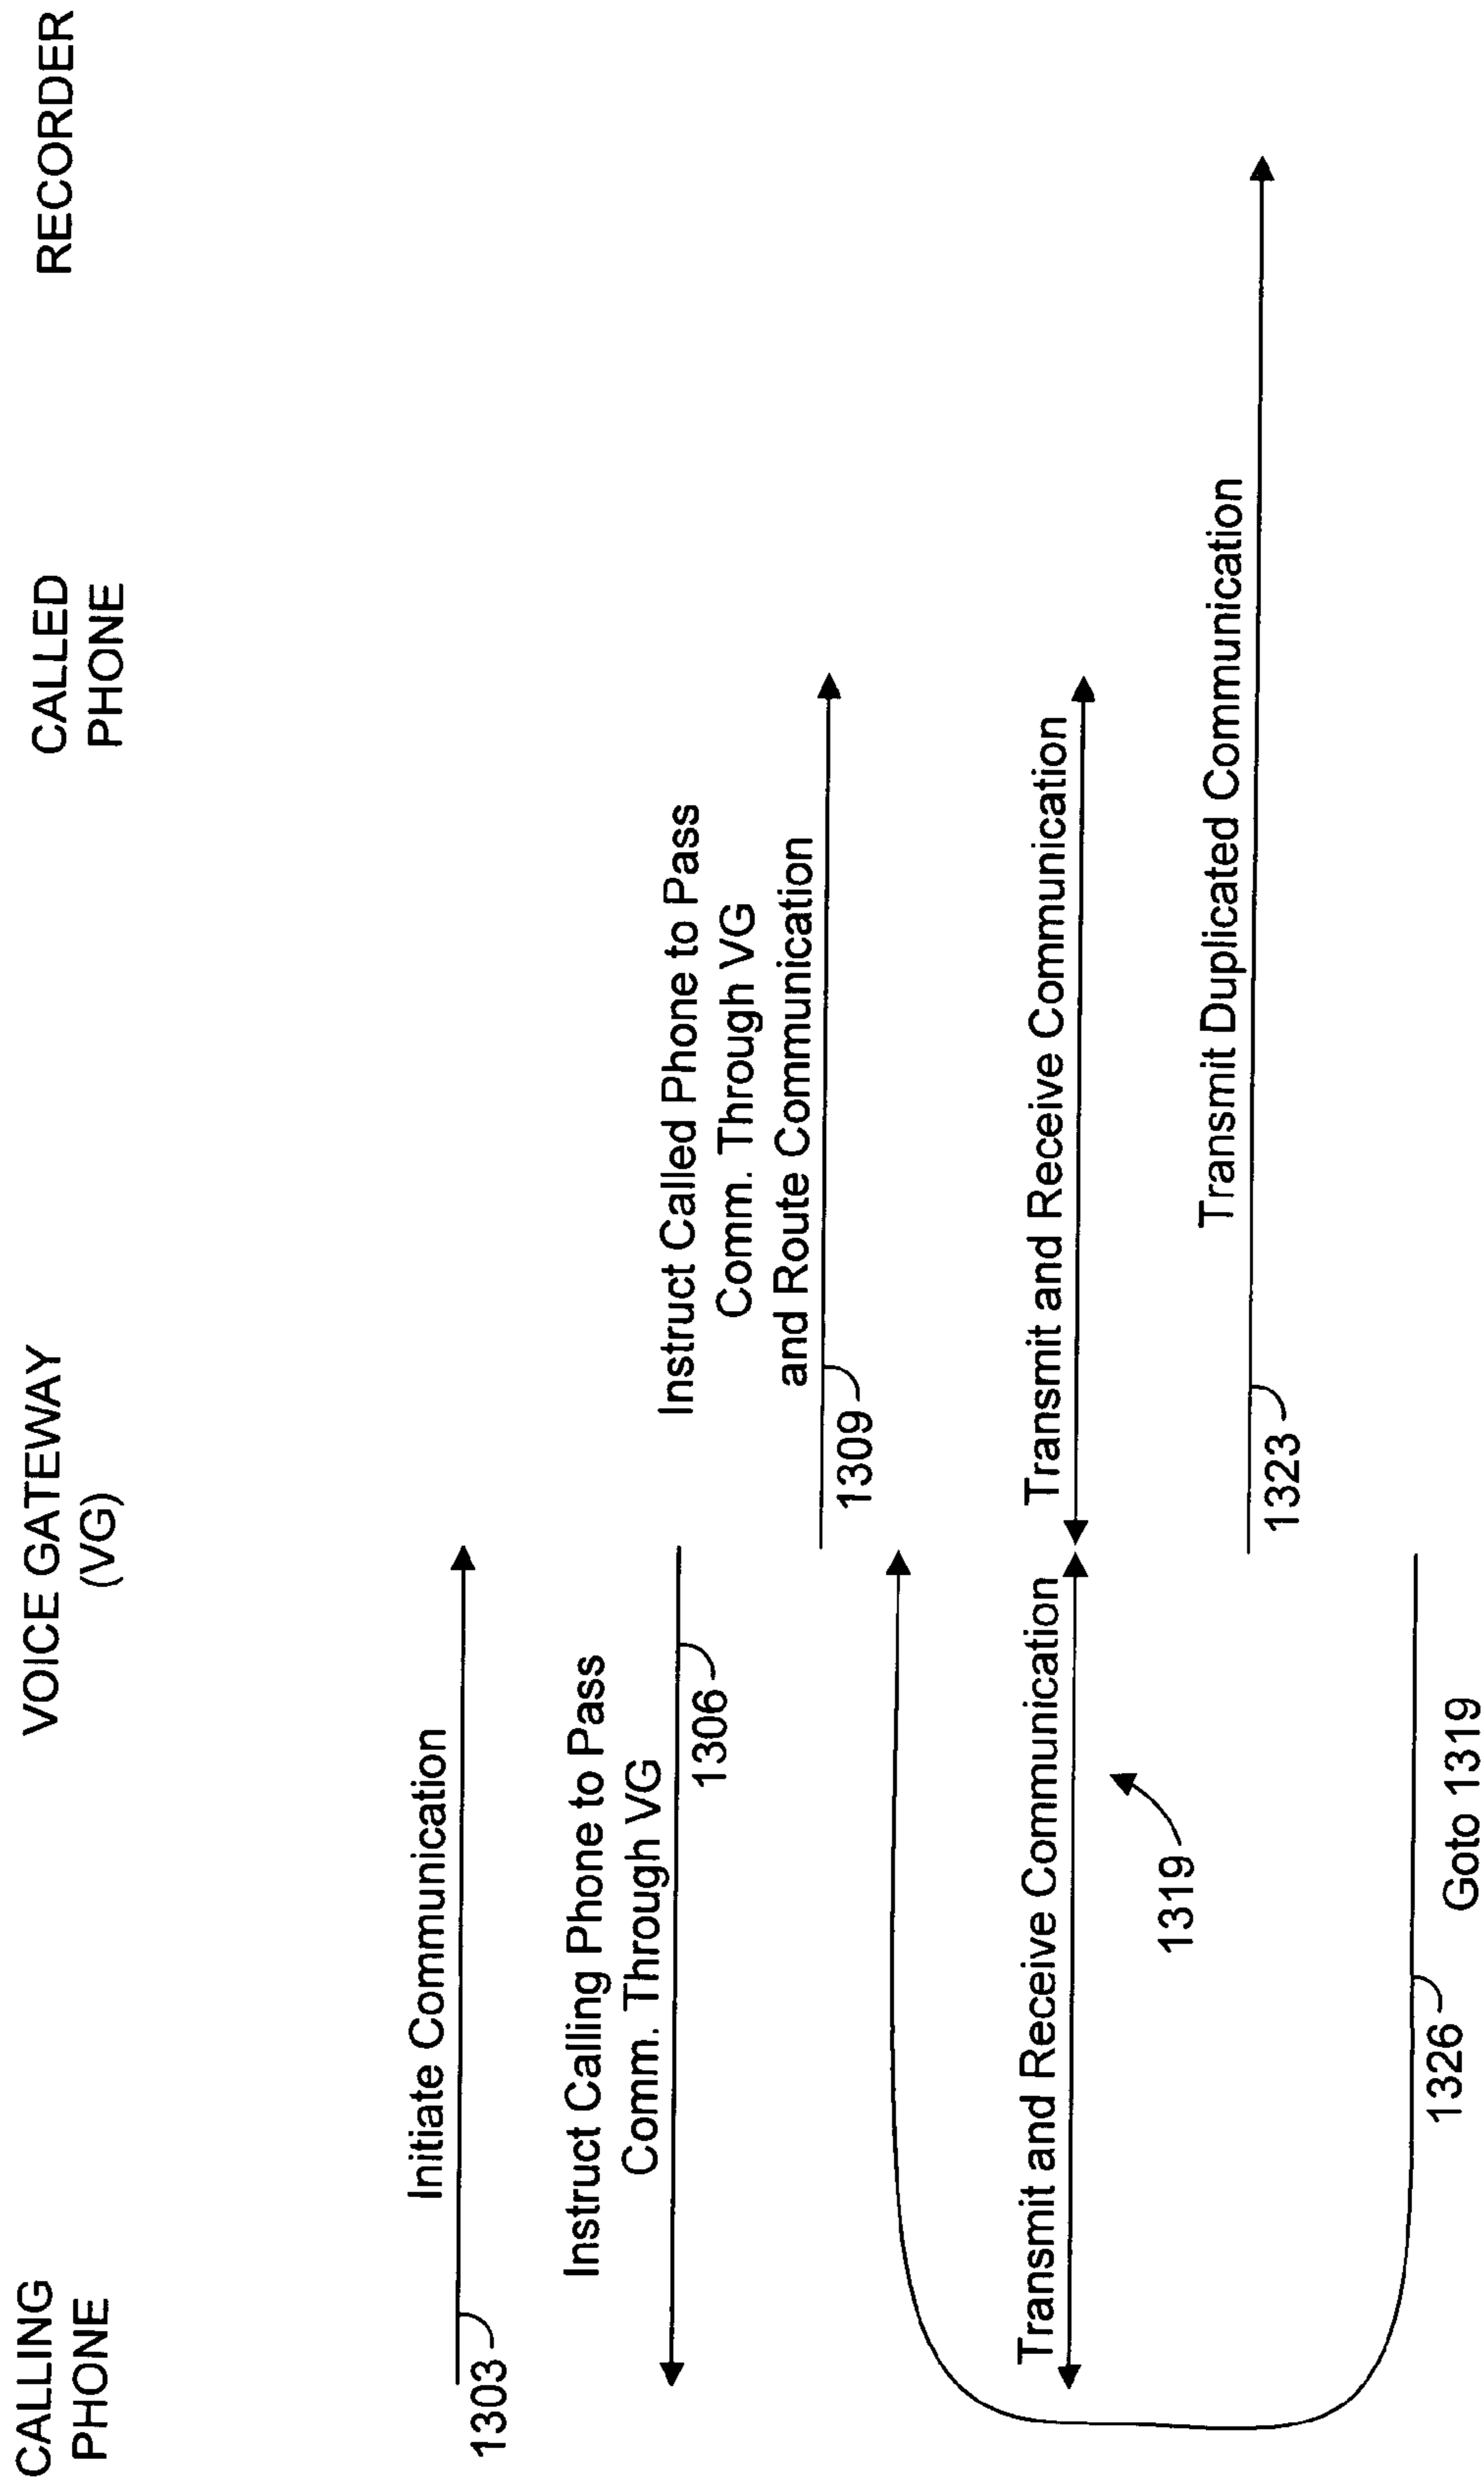 CALLING
PHONE
VOICE GATEWAY
(VG)
CALLED
PHONE
RECORDER
Initiate Communication
1303
Instruct Calling Phone to Pass
Comm. Through VG
1306
Instruct Called Phone to Pass
Comm. Through VG
and Route Communication
1309
Transmit and Receive Communication
Transmit and Receive Communication
1319
Transmit Duplicated Communication
1323
1326
Goto 1319